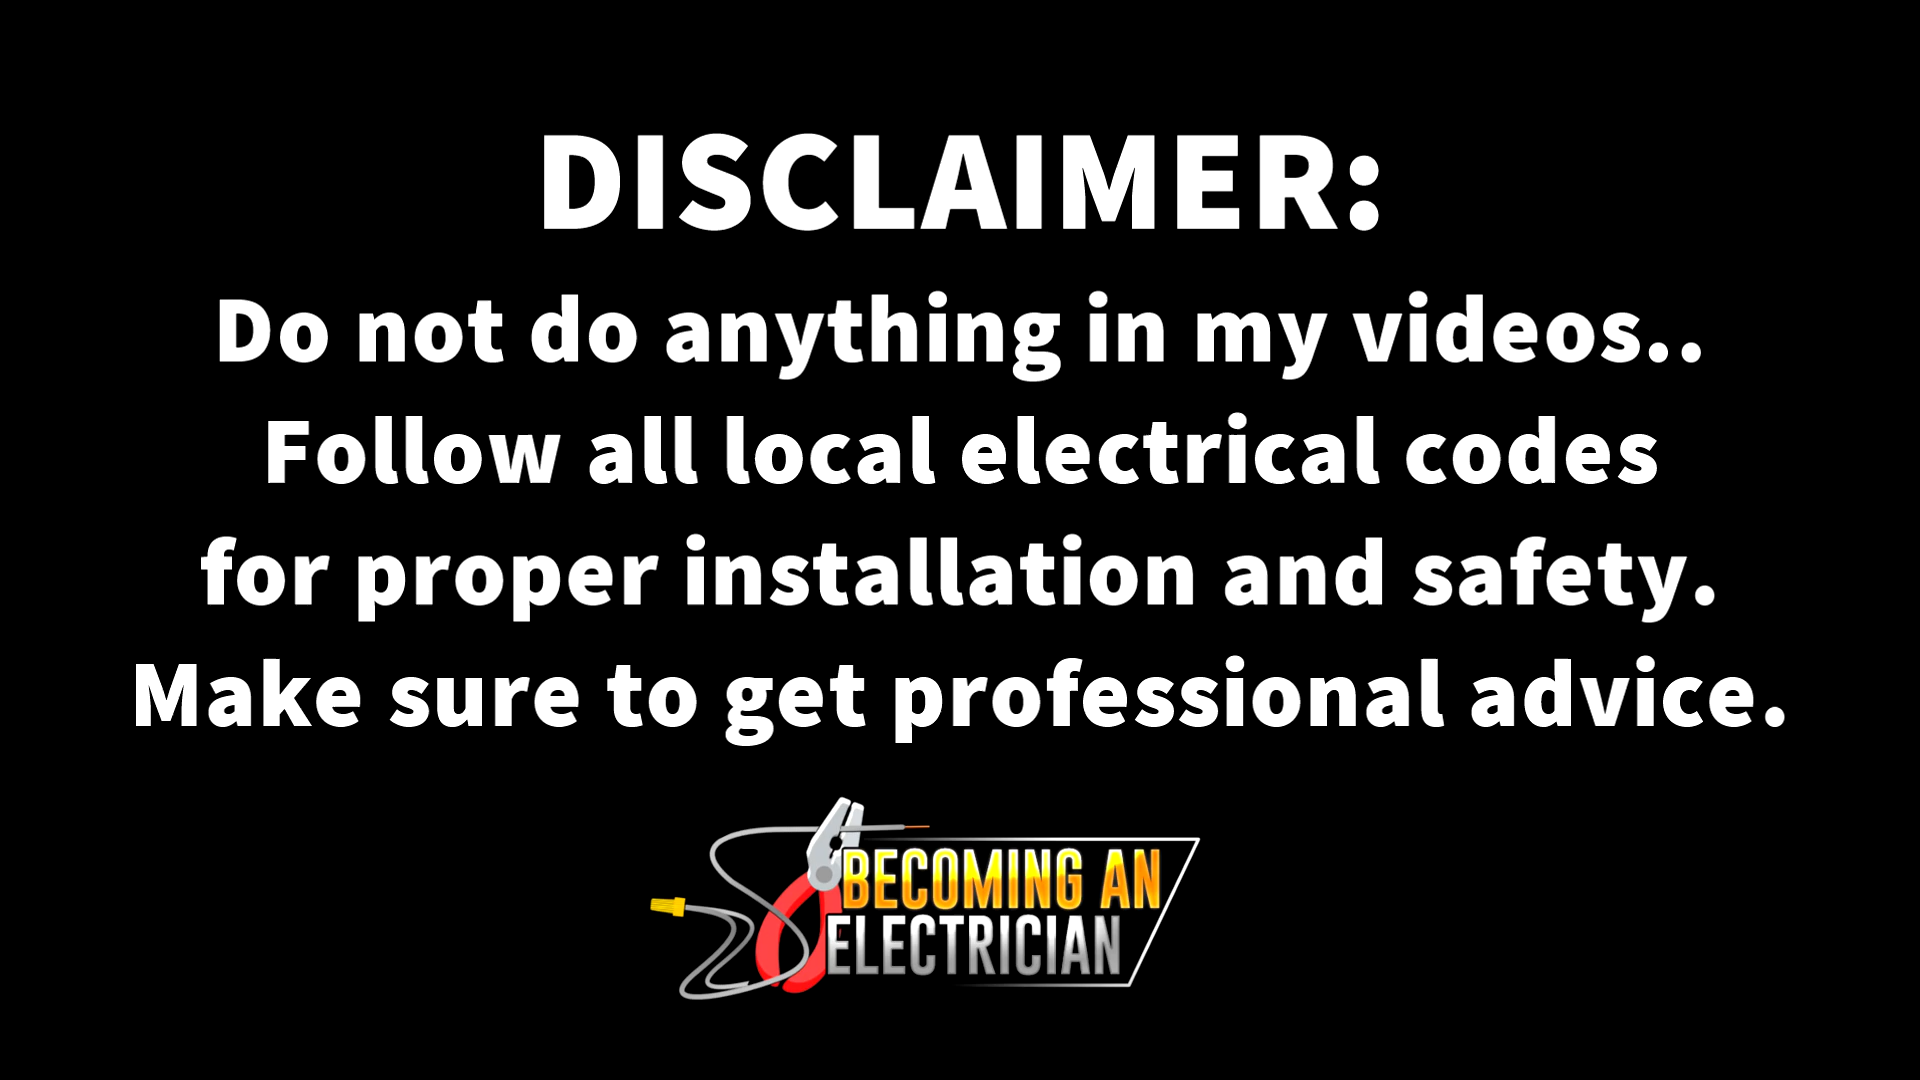 DISCLAIMER:
Do not do anything in my videos..
Follow all local electrical codes
for proper installation and safety.
Make sure to get professional advice.
BECOMING AN
ELECTRICIAN